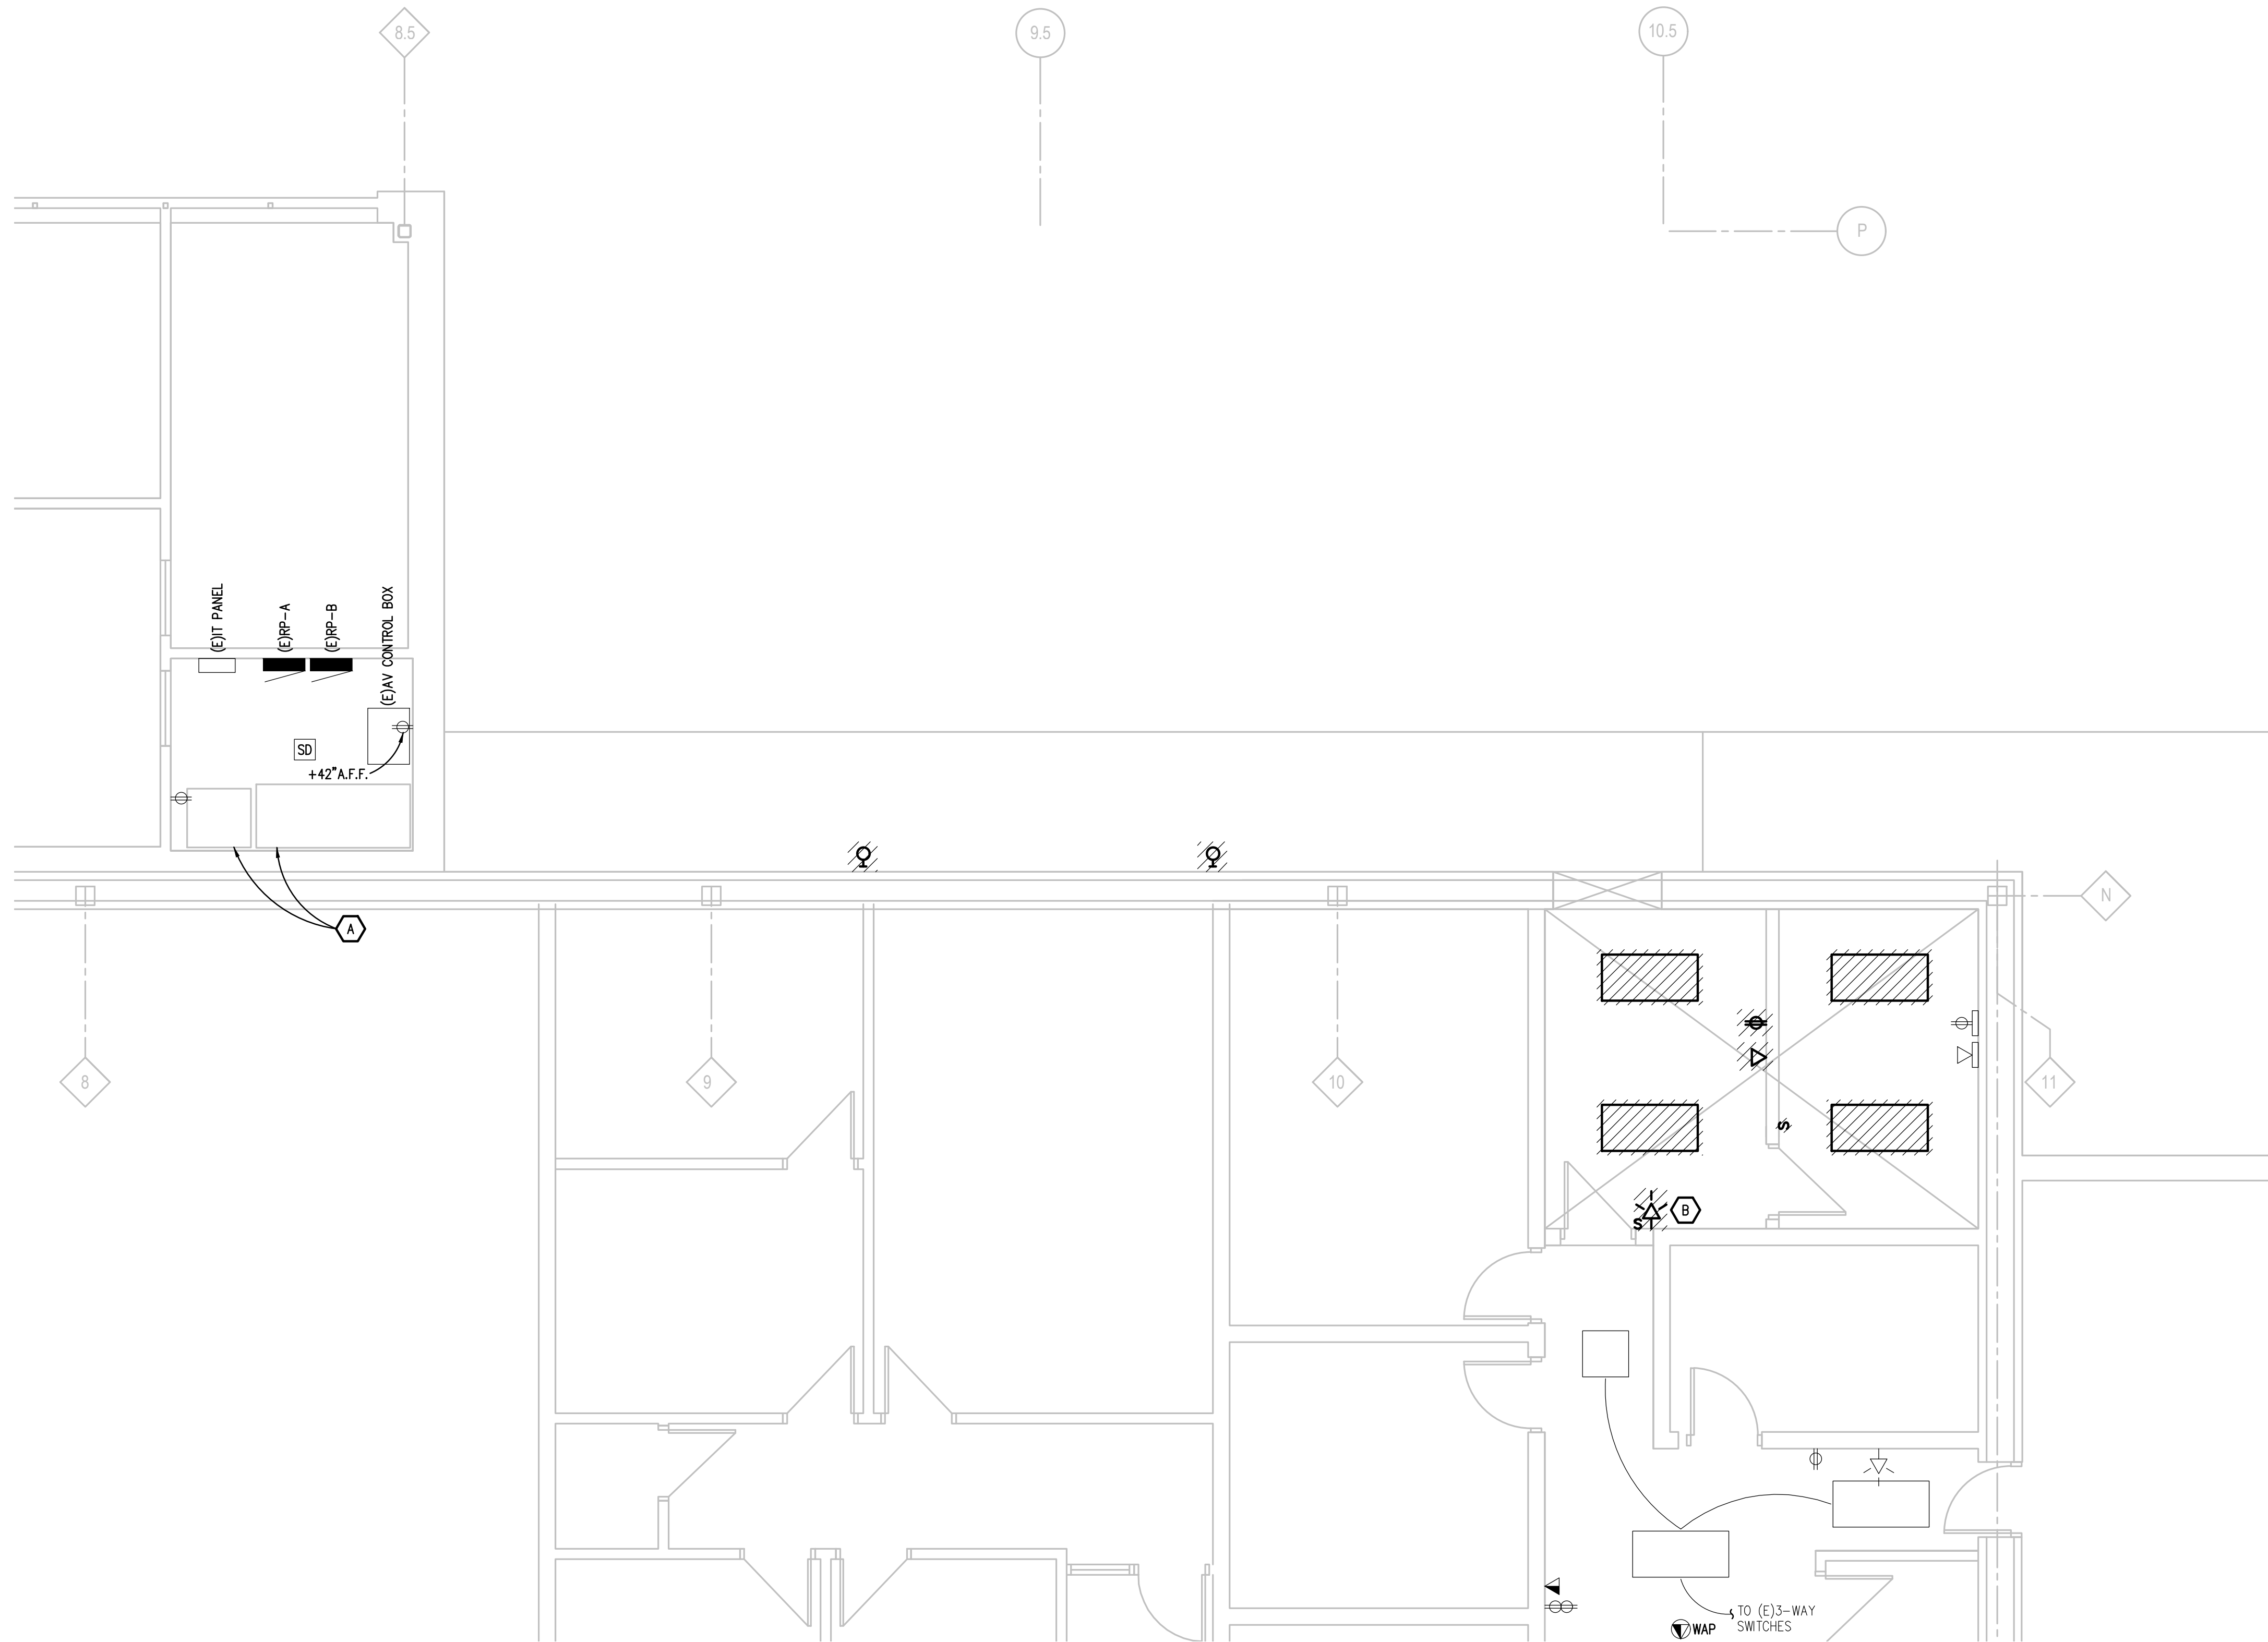 8.5
9.5
10.5
P
(E)IT PANEL
(E)RP-A
(E)RP-B
(E)AV CONTROL BOX
SD
+42"A.F.F.
A
N
8
9
10
11
S
S
B
TO (E)3-WAY
SWITCHES
WAP